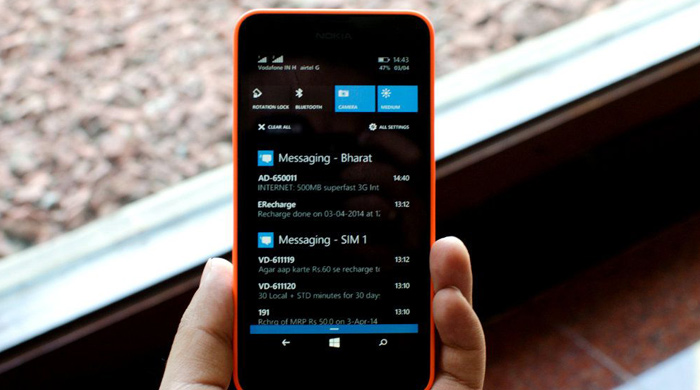 NOKIA
14:43
Vodafone IN H airtel G 47% 03/04
ROTATION LOCK BLUETOOTH CAMERA MEDIUM
CLEAR ALL ALL SETTINGS
Messaging - Bharat
AD-650011 14:40
INTERNET: 500MB superfast 3G Int
ERecharge 13:12
Recharge done on 03-04-2014 at 12
Messaging - SIM 1
VD-611119 13:12
Agar aap karte Rs.60 se recharge to
VD-611120 13:10
30 Local + STD minutes for 30 days
191 13:10
Rchrg of MRP Rs 50.0 on 3-Apr-14